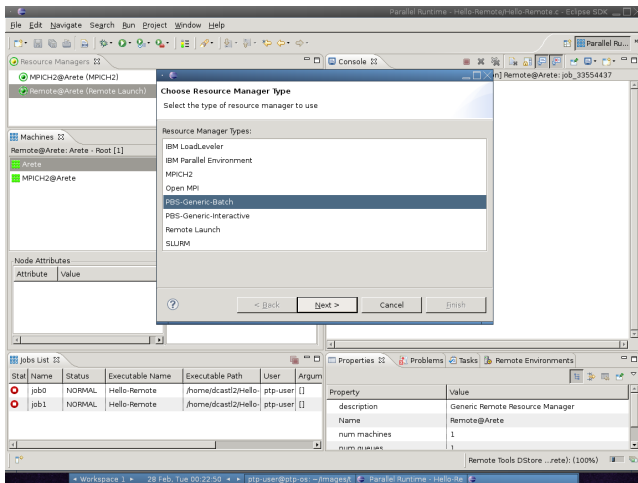 Parallel Runtime - Hello-Remote/Hello-Remote.c - Eclipse SDK
File Edit Navigate Search Run Project Window Help
Parallel Ru...
Resource Managers
MPICH2@Arete (MPICH2)
Remote@Arete (Remote Launch)
Console
on] Remote@Arete: job_33554437
Choose Resource Manager Type
Select the type of resource manager to use
Resource Manager Types:
IBM LoadLeveler
IBM Parallel Environment
MPICH2
Open MPI
PBS-Generic-Batch
PBS-Generic-Interactive
Remote Launch
SLURM
< Back Next > Cancel Finish
Machines
Remote@Arete: Arete - Root [1]
Arete
MPICH2@Arete
Node Attributes
Attribute Value
Jobs List
Stat Name Status Executable Name Executable Path User Argum
job0 NORMAL Hello-Remote /home/dcastl2/Hello- ptp-user []
job1 NORMAL Hello-Remote /home/dcastl2/Hello- ptp-user []
Properties Problems Tasks Remote Environments
Property Value
description Generic Remote Resource Manager
Name Remote@Arete
num machines 1
num queues 1
Remote Tools DStore ...rete): (100%)
Workspace 1 28 Feb, Tue 00:22:50 ptp-user@ptp-os: ~/Images/t Parallel Runtime - Hello-Re